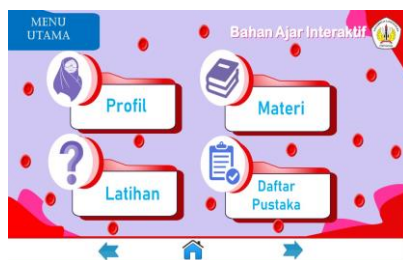 MENU
UTAMA
Bahan Ajar Interaktif
Profil
Materi
Latihan
Daftar
Pustaka